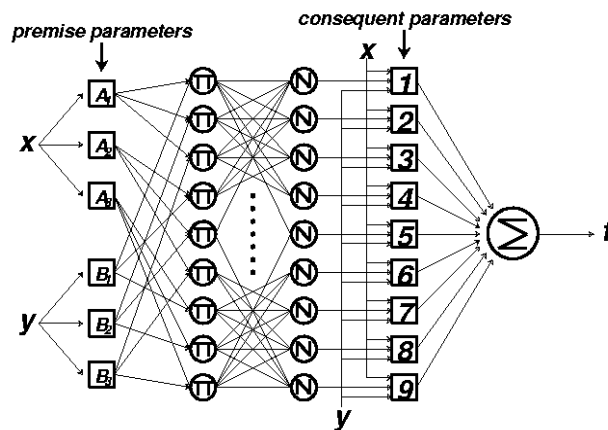 premise parameters
consequent parameters
x
A1
A2
A3
B1
B2
B3
x
y
Π
Π
Π
Π
Π
Π
Π
Π
Π
N
N
N
N
N
N
N
N
N
1
2
3
4
5
6
7
8
9
Σ
f
y